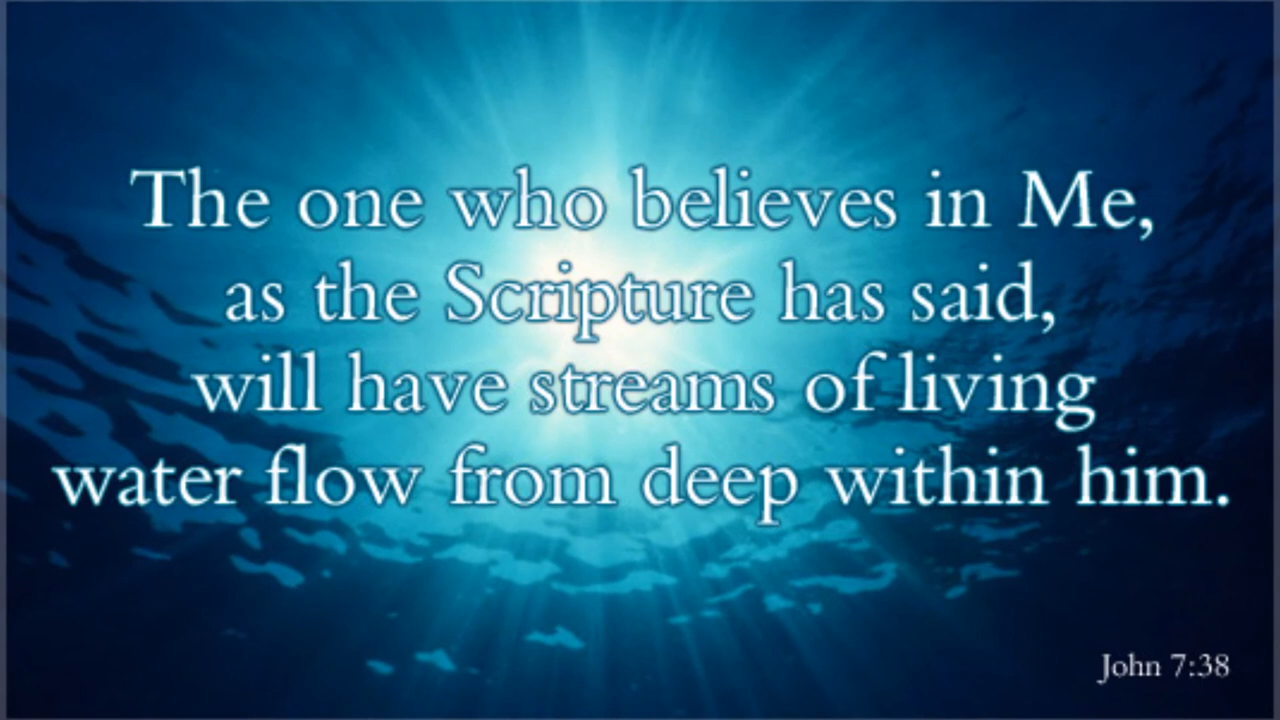 The one who believes in Me,
as the Scripture has said,
will have streams of living
water flow from deep within him.
John 7:38